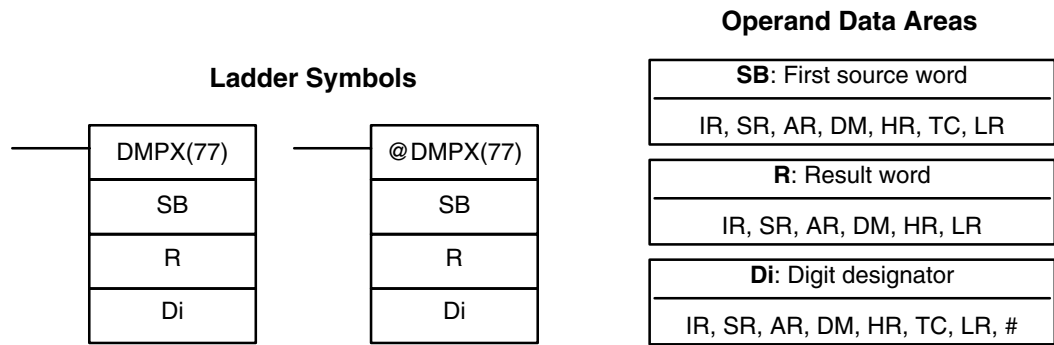 Ladder Symbols
DMPX(77)
SB
R
Di
@DMPX(77)
SB
R
Di
Operand Data Areas
SB: First source word
IR, SR, AR, DM, HR, TC, LR
R: Result word
IR, SR, AR, DM, HR, LR
Di: Digit designator
IR, SR, AR, DM, HR, TC, LR, #